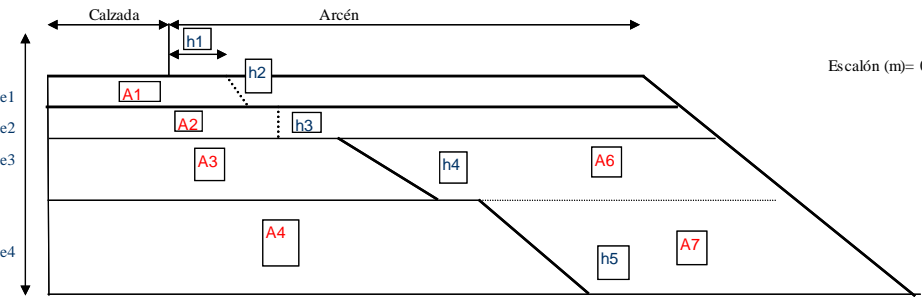 Calzada
Arcén
h1
h2
Escalón (m)=
e1
A1
e2
A2
h3
e3
A3
h4
A6
e4
A4
h5
A7